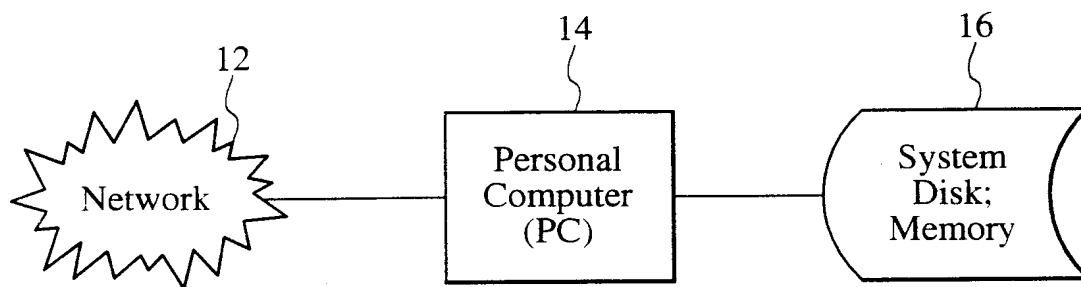 12
14
16
Network
Personal
Computer
(PC)
System
Disk;
Memory